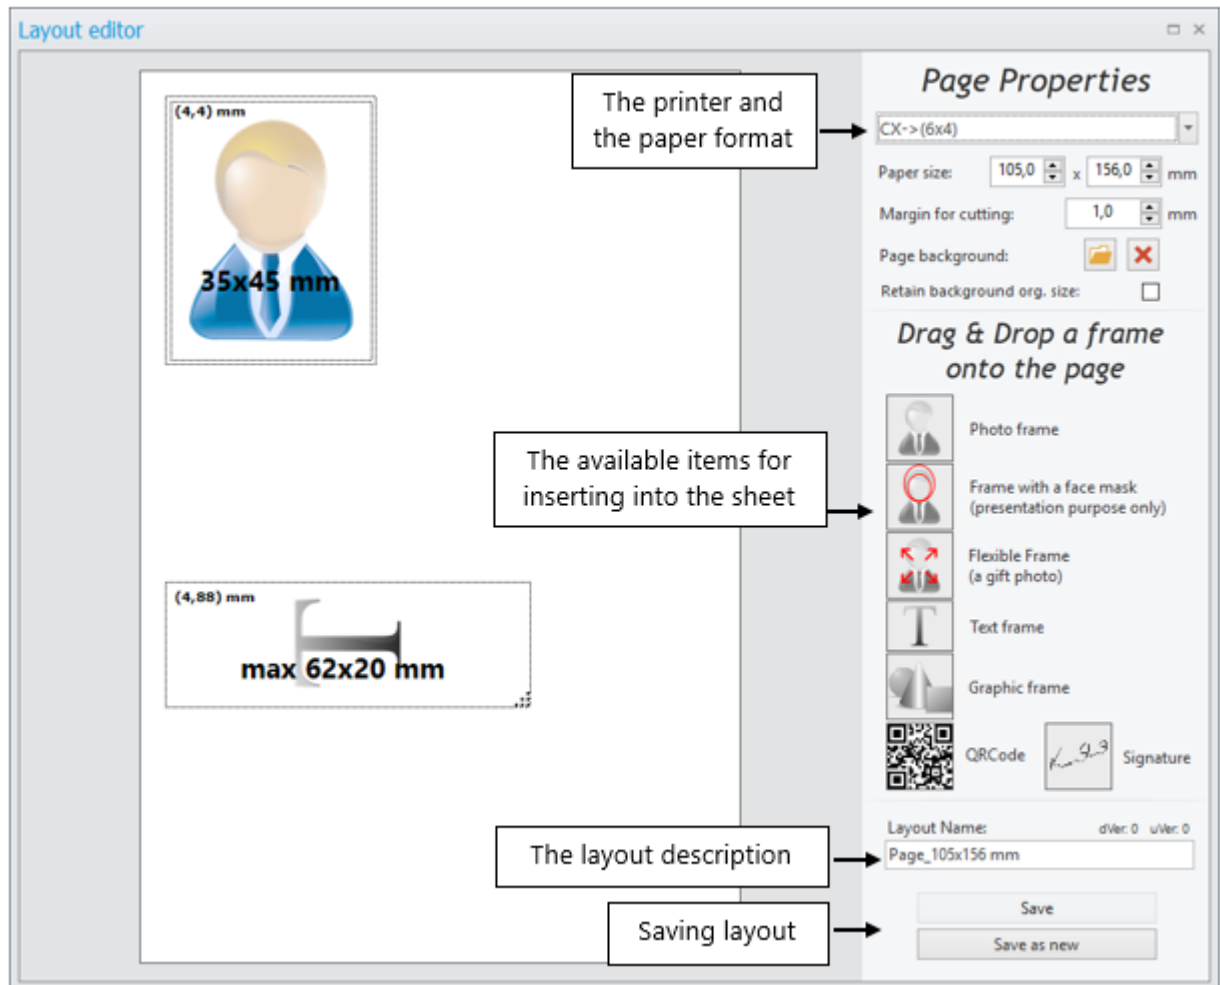 Layout editor
(4,4) mm
35x45 mm
(4,88) mm
max 62x20 mm
The printer and
the paper format
The available items for
inserting into the sheet
The layout description
Saving layout
Page Properties
CX->(6x4)
Paper size: 105,0 x 156,0 mm
Margin for cutting: 1,0 mm
Page background:
Retain background org. size:
Drag & Drop a frame
onto the page
Photo frame
Frame with a face mask
(presentation purpose only)
Flexible Frame
(a gift photo)
T
Text frame
Graphic frame
QRCode
Signature
Layout Name: dVer: 0 uVer: 0
Page_105x156 mm
Save
Save as new